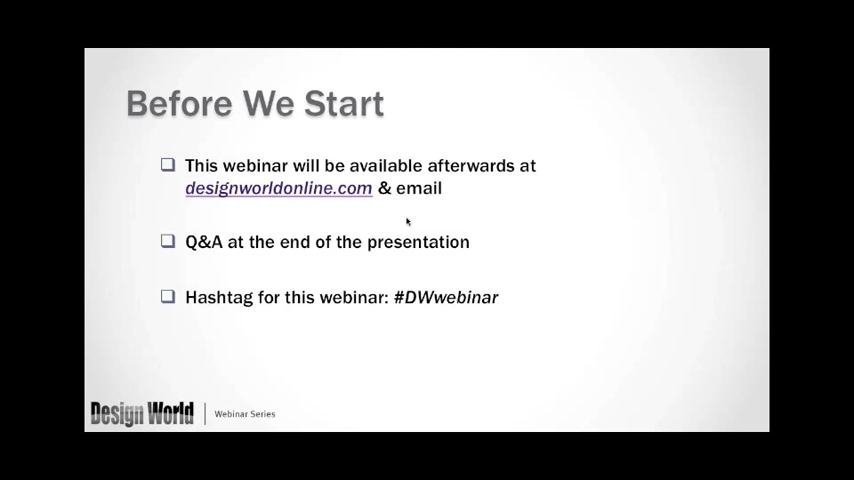 Before We Start
This webinar will be available afterwards at
designworldonline.com & email
Q&A at the end of the presentation
Hashtag for this webinar: #DWwebinar
Design World | Webinar Series